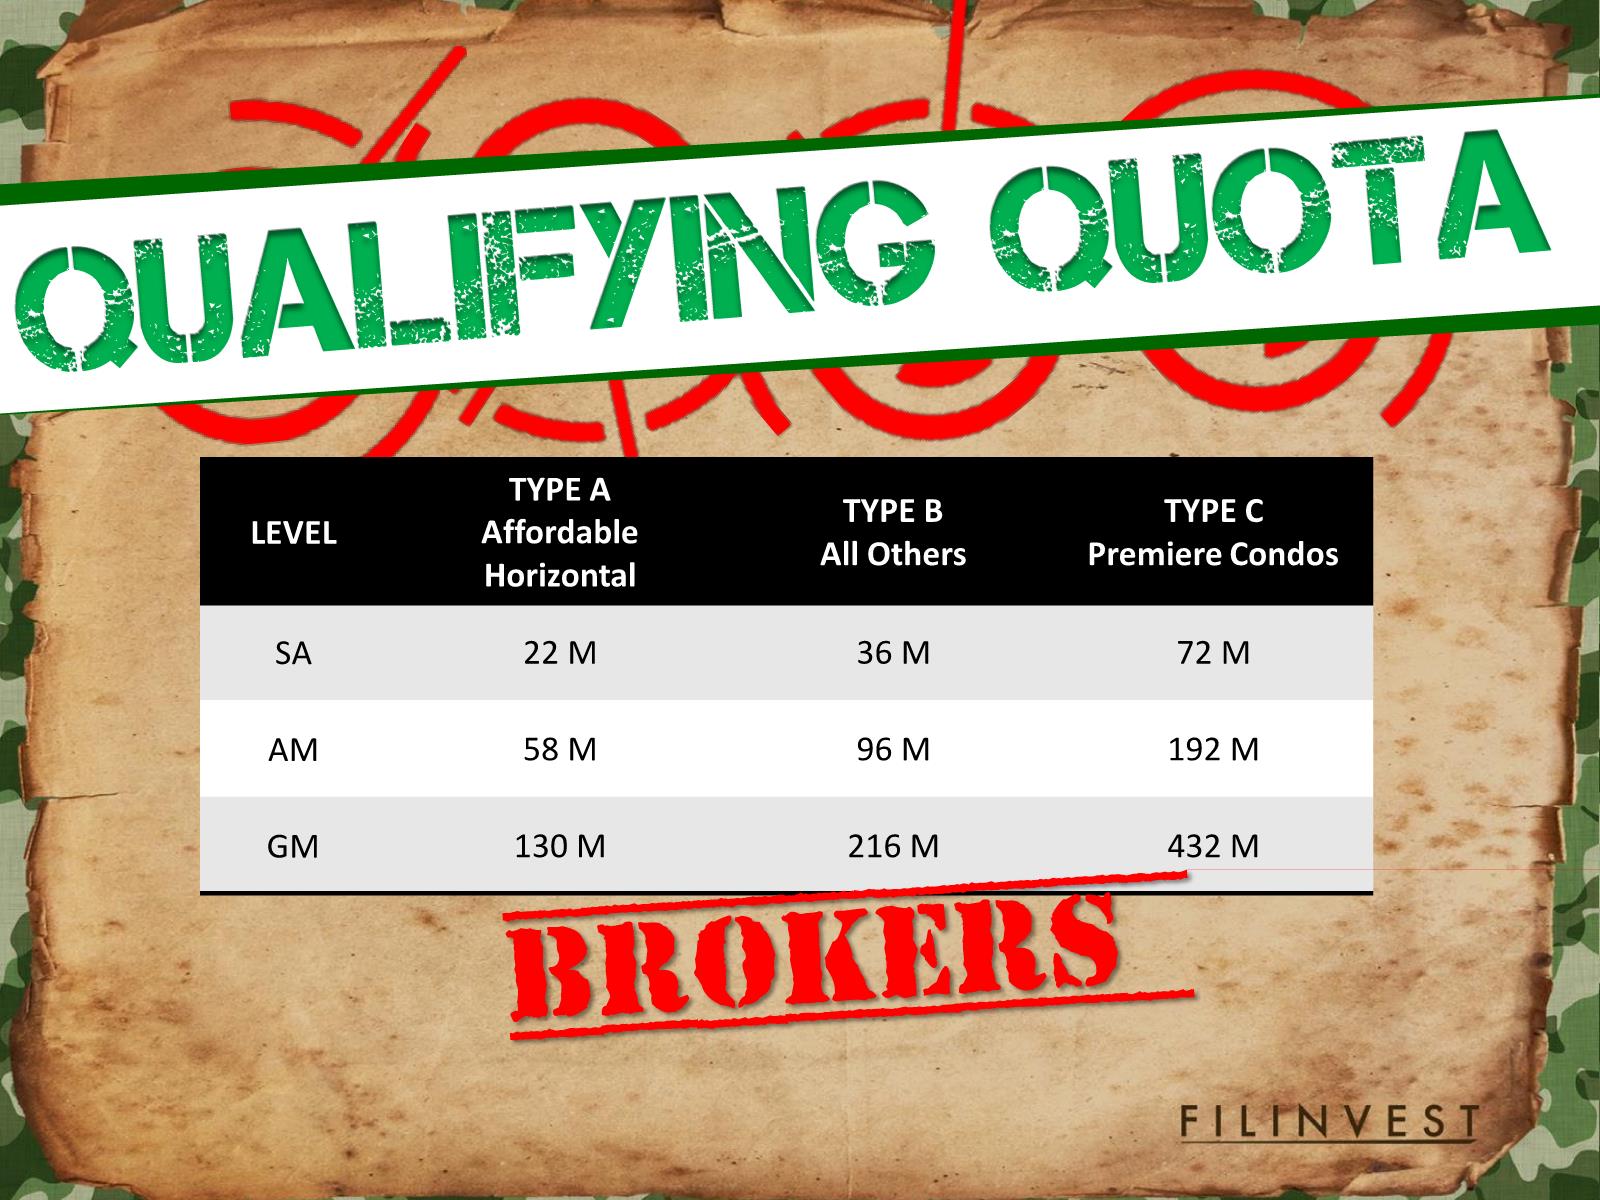 QUALIFYING QUOTA
LEVEL
TYPE A
Affordable
Horizontal
TYPE B
All Others
TYPE C
Premiere Condos
SA 22 M 36 M 72 M
AM 58 M 96 M 192 M
GM 130 M 216 M 432 M
BROKERS
FILINVEST